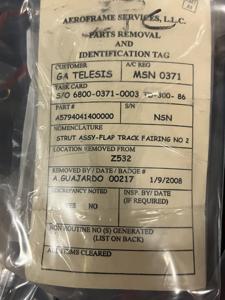 AEROFRAME SERVICES, L.L.C.
PARTS REMOVAL
AND
IDENTIFICATION TAG
CUSTOMER
A/C REG
GA TELESIS
MSN 0371
TASK CARD
S/O 6800-0371-0003 -300-86
PART #
S/N
A5794041400000
NSN
NOMENCLATURE
STRUT ASSY-FLAP TRACK FAIRING NO 2
LOCATION REMOVED FROM
Z532
REMOVED BY / DATE / BADGE #
A.GUAJARDO 00217 1/9/2008
DISCREPANCY NOTED
INSP. BY/ DATE
(IF REQUIRED)
YES NO
NON-ROUTINE NO (S) GENERATED
(LIST ON BACK)
ALL ITEMS CLEARED